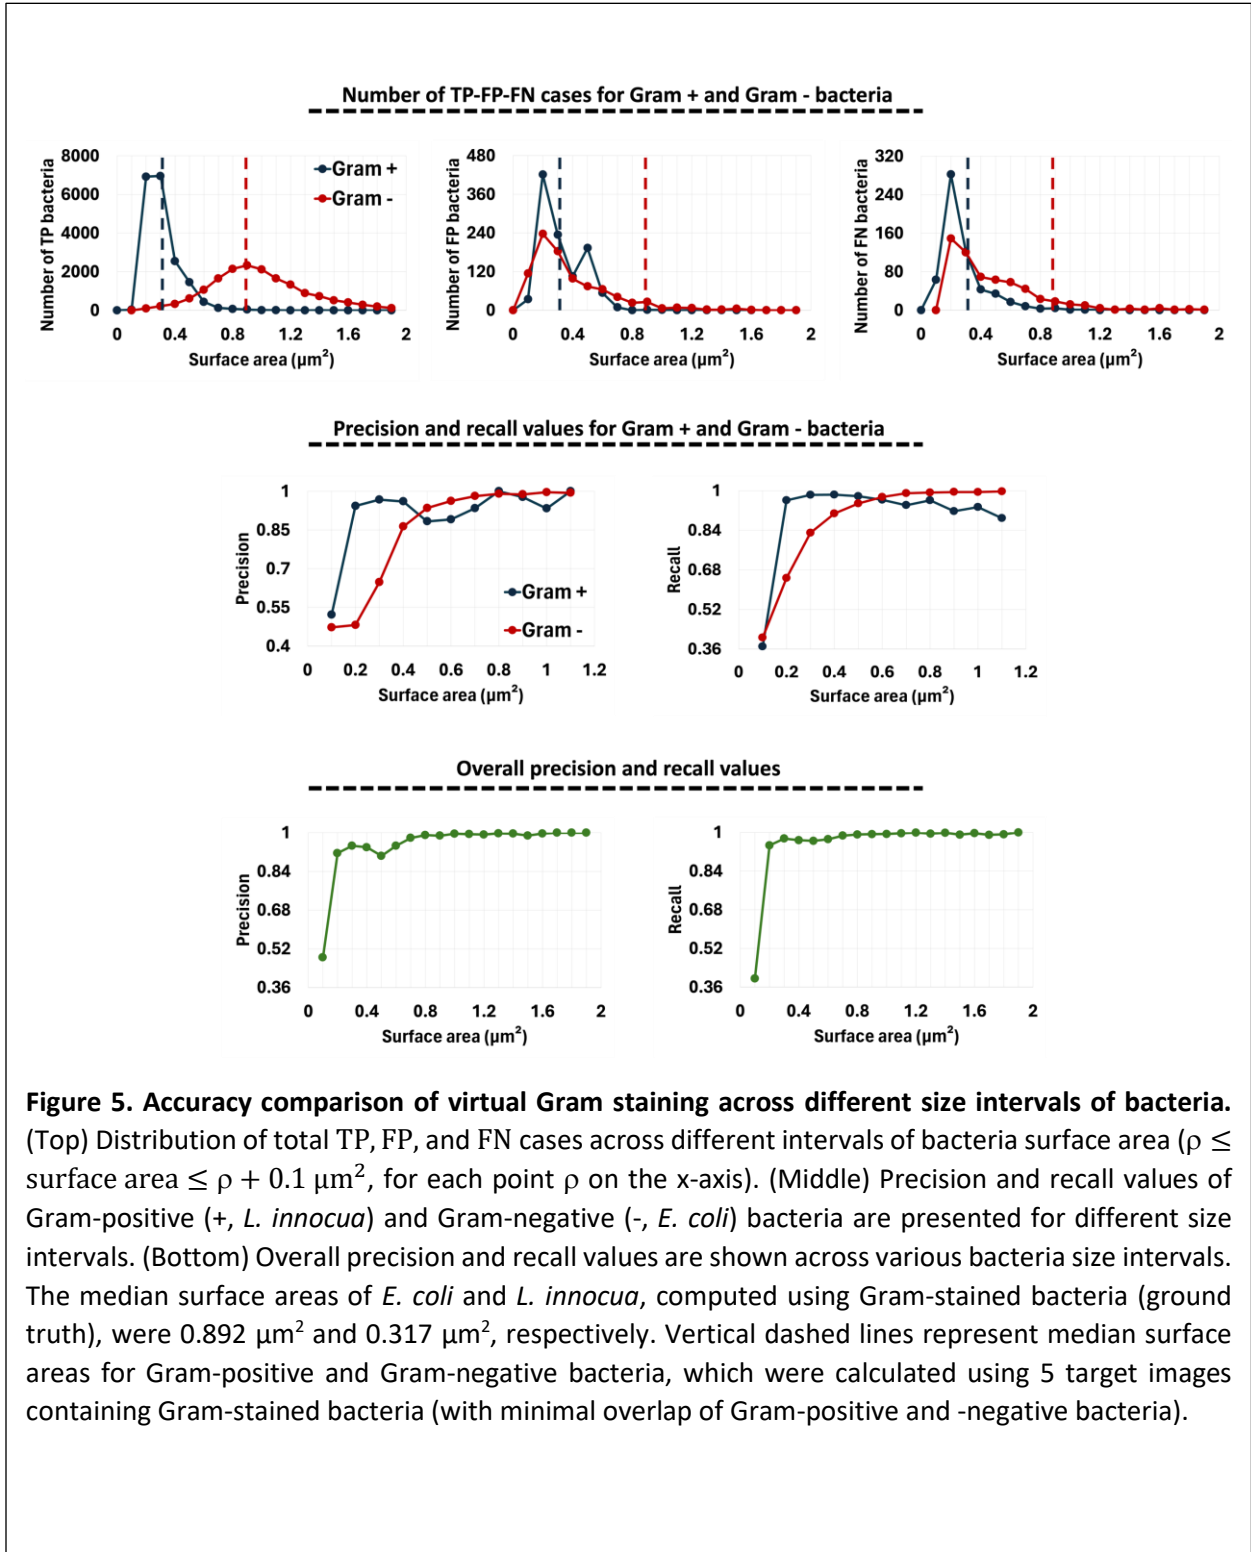 Number of TP-FP-FN cases for Gram + and Gram - bacteria
Number of TP bacteria
8000
6000
4000
2000
0
0 0.4 0.8 1.2 1.6 2
Surface area (µm²)
Gram +
Gram -
Number of FP bacteria
480
360
240
120
0
0 0.4 0.8 1.2 1.6 2
Surface area (µm²)
Number of FN bacteria
320
240
160
80
0
0 0.4 0.8 1.2 1.6 2
Surface area (µm²)
Precision and recall values for Gram + and Gram - bacteria
Precision
1
0.85
0.7
0.55
0.4
0 0.2 0.4 0.6 0.8 1 1.2
Surface area (µm²)
Gram +
Gram -
Recall
1
0.84
0.68
0.52
0.36
0 0.2 0.4 0.6 0.8 1 1.2
Surface area (µm²)
Overall precision and recall values
Precision
1
0.84
0.68
0.52
0.36
0 0.4 0.8 1.2 1.6 2
Surface area (µm²)
Recall
1
0.84
0.68
0.52
0.36
0 0.4 0.8 1.2 1.6 2
Surface area (µm²)
Figure 5. Accuracy comparison of virtual Gram staining across different size intervals of bacteria.
(Top) Distribution of total TP, FP, and FN cases across different intervals of bacteria surface area (ρ ≤
surface area ≤ ρ + 0.1 µm², for each point ρ on the x-axis). (Middle) Precision and recall values of
Gram-positive (+, L. innocua) and Gram-negative (-, E. coli) bacteria are presented for different size
intervals. (Bottom) Overall precision and recall values are shown across various bacteria size intervals.
The median surface areas of E. coli and L. innocua, computed using Gram-stained bacteria (ground
truth), were 0.892 µm² and 0.317 µm², respectively. Vertical dashed lines represent median surface
areas for Gram-positive and Gram-negative bacteria, which were calculated using 5 target images
containing Gram-stained bacteria (with minimal overlap of Gram-positive and -negative bacteria).